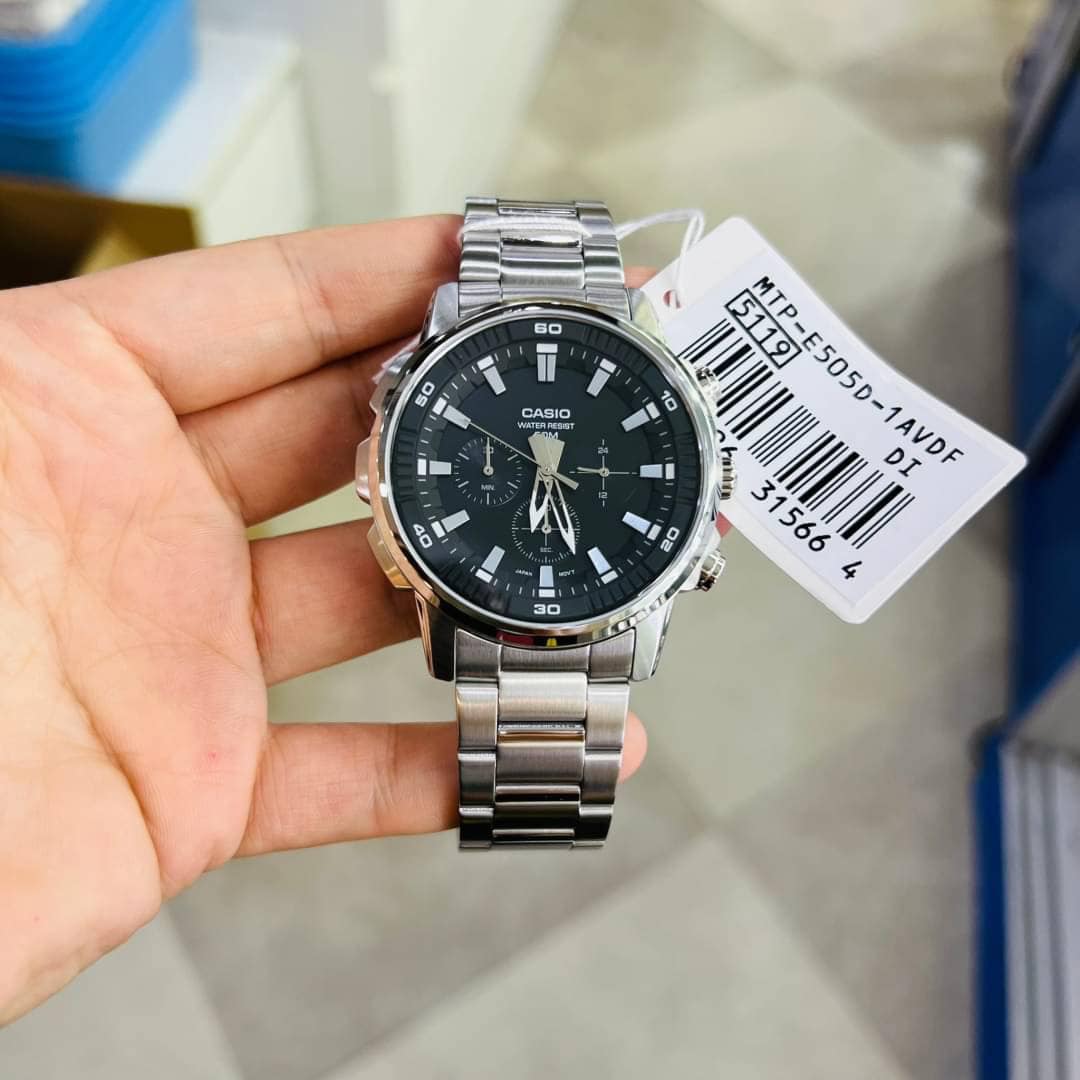 60
50
10
CASIO
WATER RESIST
50M
24
12
MIN.
40
20
SEC.
JAPAN MOVT
30
MTP-E505D-1AVDF
5119
DI
31566 4